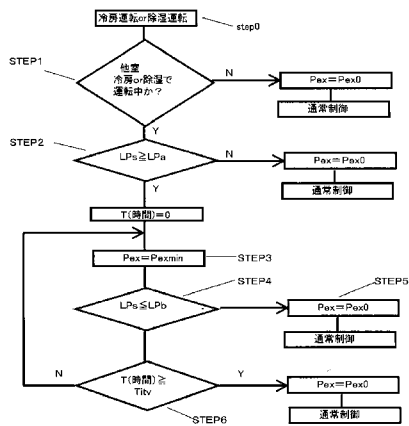 冷房運転or除湿運転
step0
STEP1
他室
冷房or除湿で
運転中か？
N
Pex=Pex0
通常制御
Y
STEP2
LPs≧LPa
N
Pex=Pex0
通常制御
Y
T(時間)=0
Pex=Pexmin
STEP3
STEP4
STEP5
LPs≦LPb
Pex=Pex0
通常制御
N
T(時間)≧
Titv
Y
Pex=Pex0
通常制御
STEP6